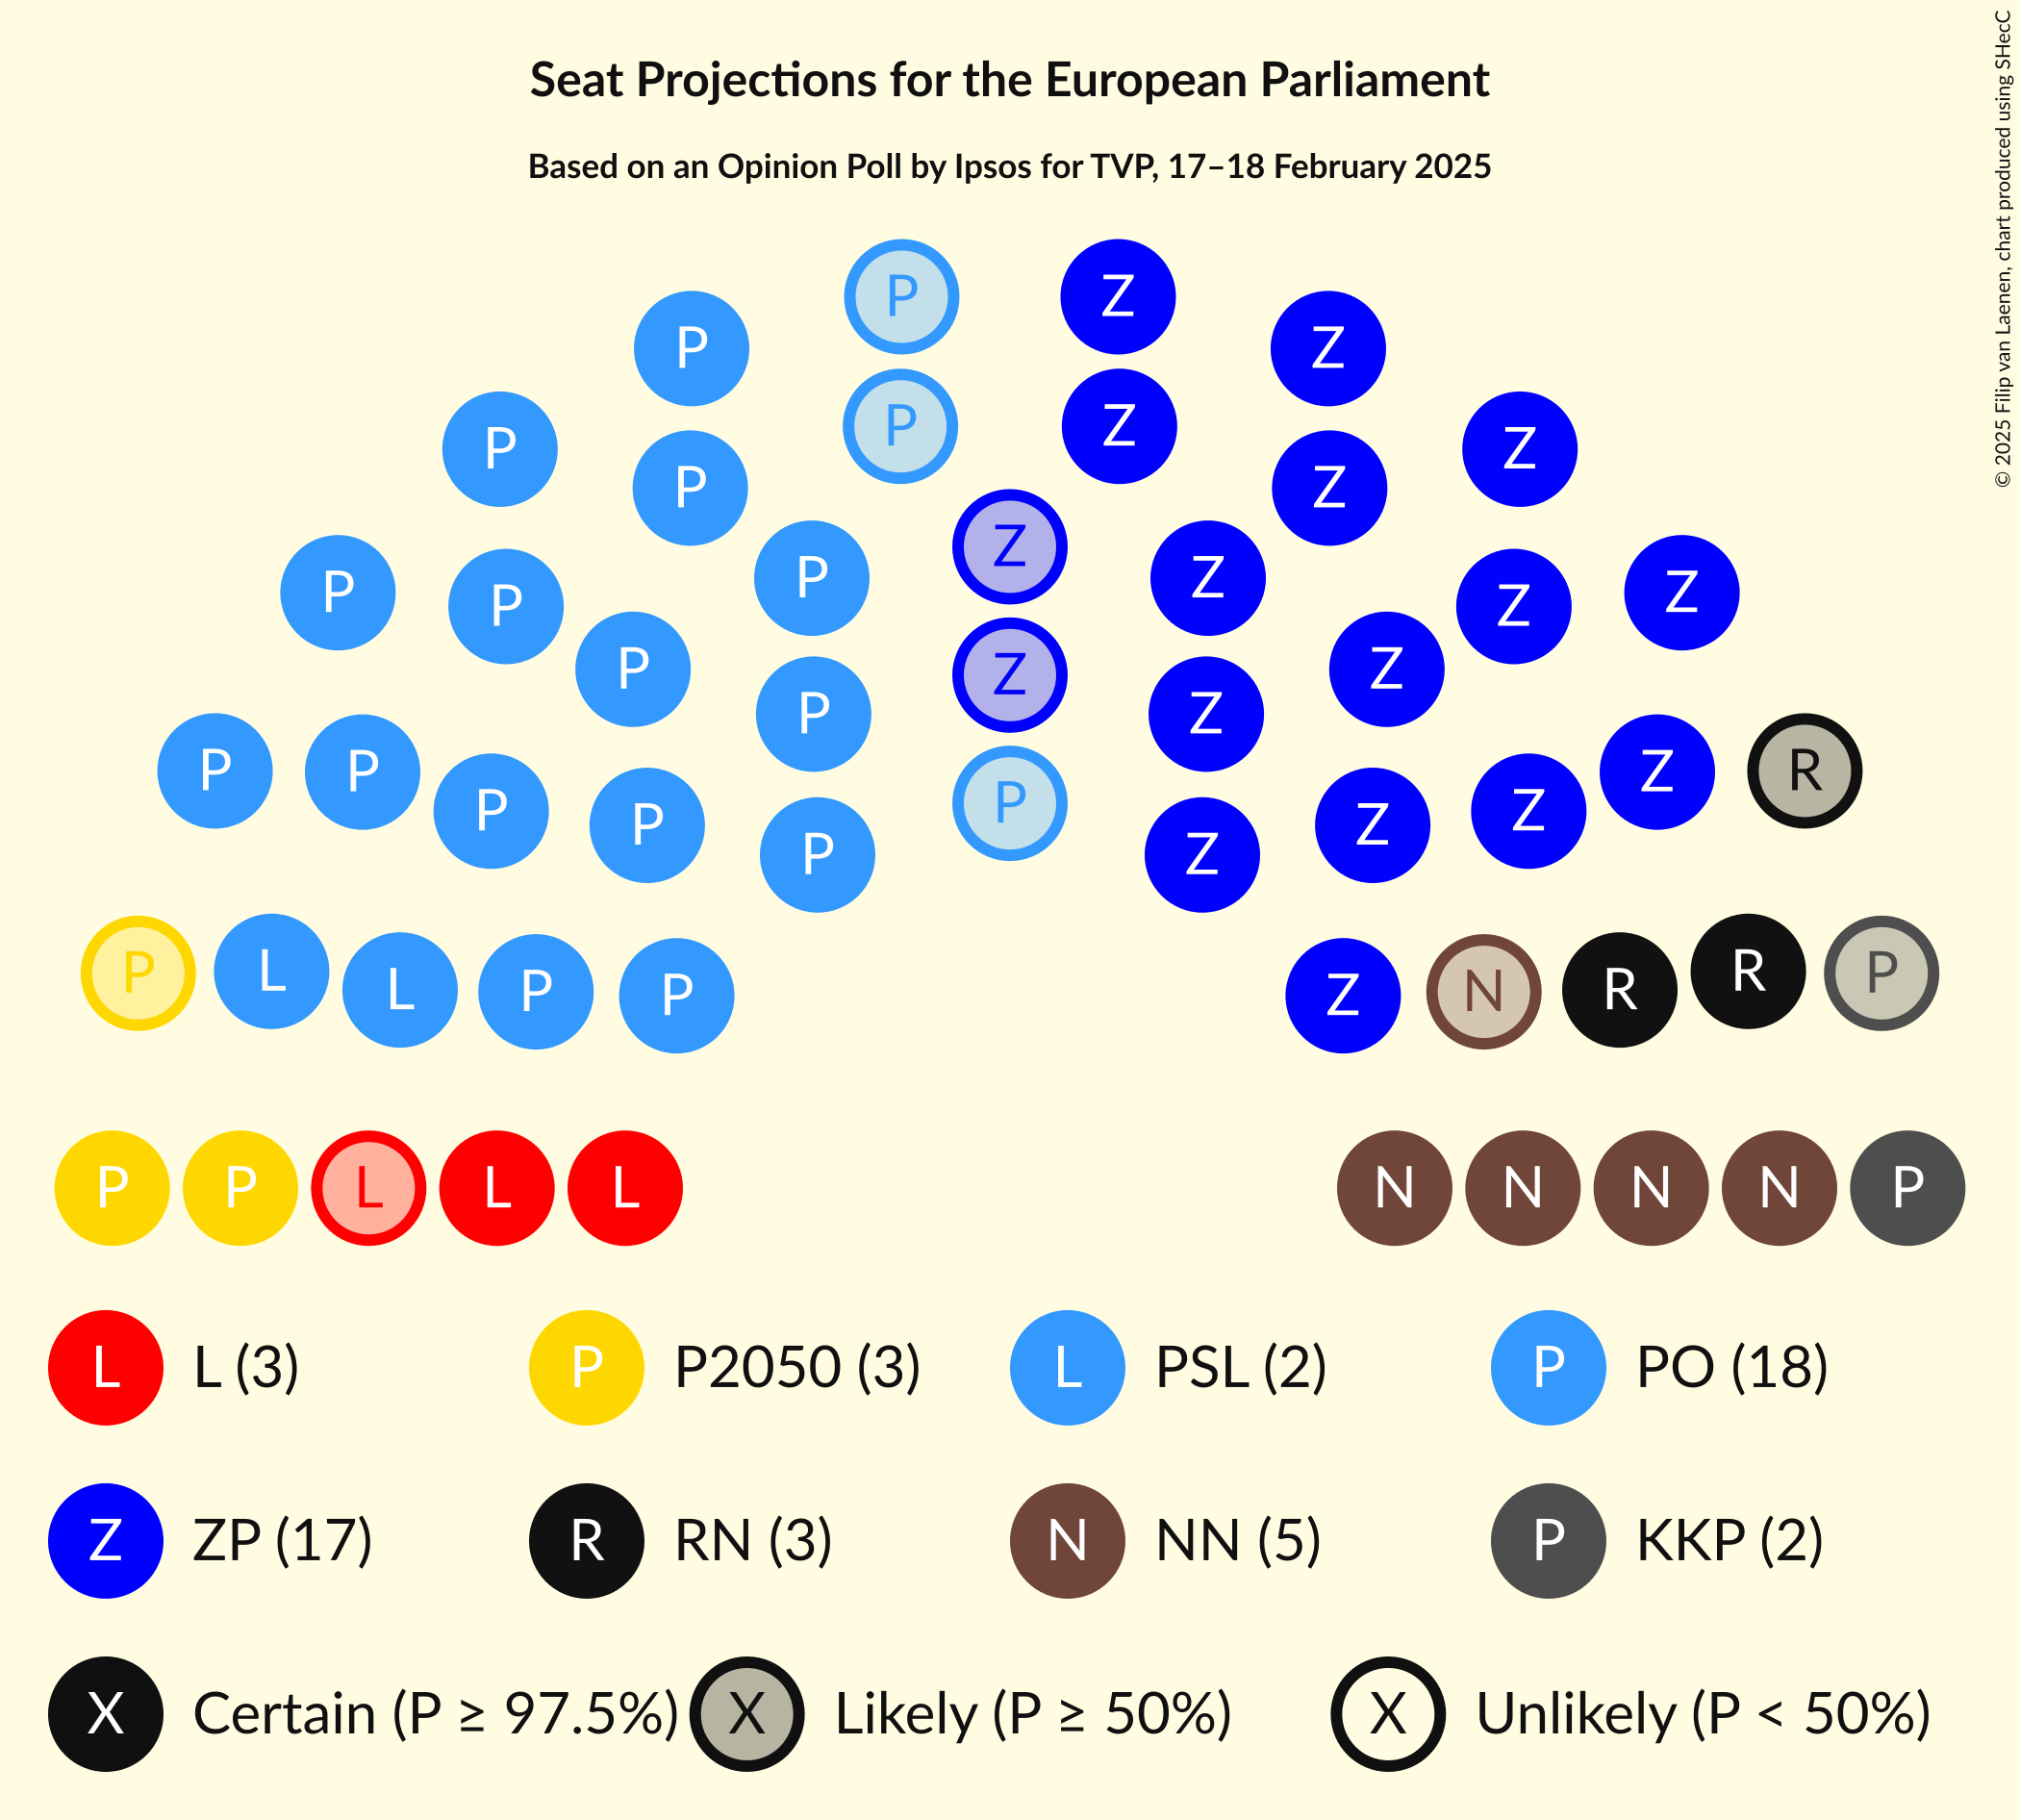 Seat Projections for the European Parliament
Based on an Opinion Poll by Ipsos for TVP, 17–18 February 2025
© 2025 Filip van Laenen, chart produced using SHecC
P Z
P Z
P Z
P Z
P Z
P Z
Z
P Z
P Z
P Z
P Z
Z
P Z
P P Z R
P
P Z
P Z
P Z
P L L P P Z N R R P
P P L L L N N N N P
L L (3) P P2050 (3) L PSL (2) P PO (18)
Z ZP (17) R RN (3) N NN (5) P KKP (2)
X Certain (P ≥ 97.5%) X Likely (P ≥ 50%) X Unlikely (P < 50%)